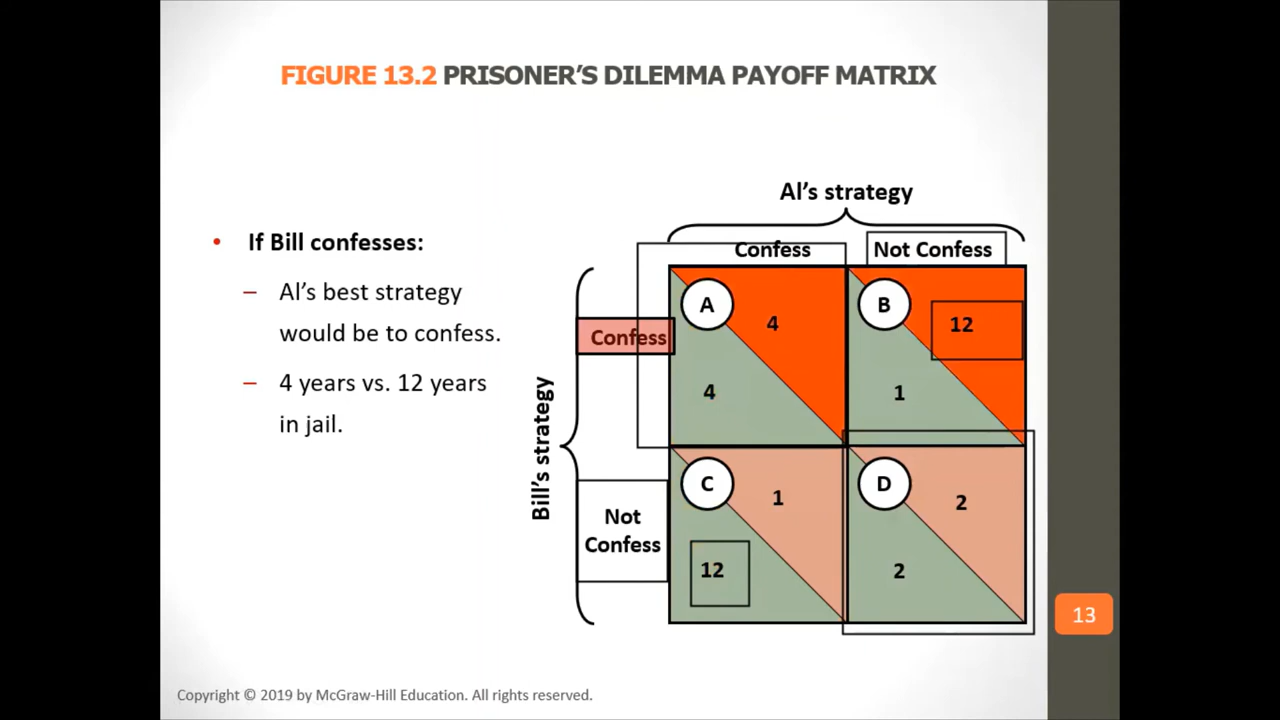 FIGURE 13.2 PRISONER'S DILEMMA PAYOFF MATRIX
• If Bill confesses:
– Al's best strategy
would be to confess.
– 4 years vs. 12 years
in jail.
Al's strategy
Confess Not Confess
Bill's strategy
Confess
A 4 B 12
4 1
Not
Confess
C 1 D 2
12 2
13
Copyright © 2019 by McGraw-Hill Education. All rights reserved.